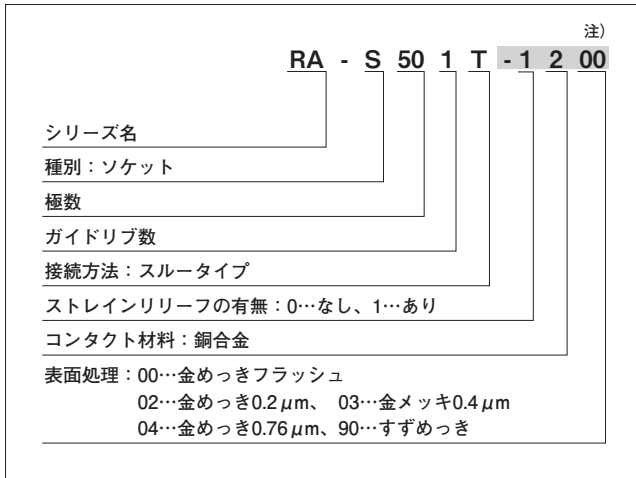 注)
RA - S 50 1 T - 1 2 00
シリーズ名
種別：ソケット
極数
ガイドリブ数
接続方法：スルータイプ
ストレインリリーフの有無：0…なし、1…あり
コンタクト材料：銅合金
表面処理：00…金めっきフラッシュ
02…金めっき0.2μm、 03…金メッキ0.4μm
04…金めっき0.76μm、90…すずめっき